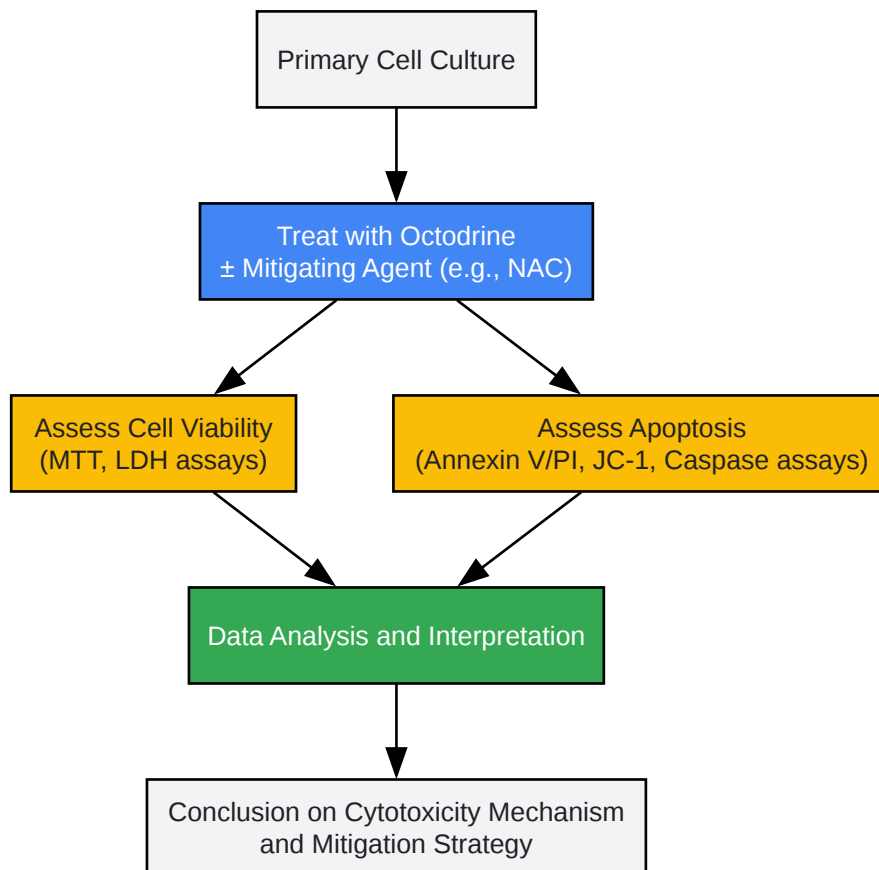 Primary Cell Culture
Treat with Octodrine
± Mitigating Agent (e.g., NAC)
Assess Cell Viability
(MTT, LDH assays)
Assess Apoptosis
(Annexin V/PI, JC-1, Caspase assays)
Data Analysis and Interpretation
Conclusion on Cytotoxicity Mechanism
and Mitigation Strategy